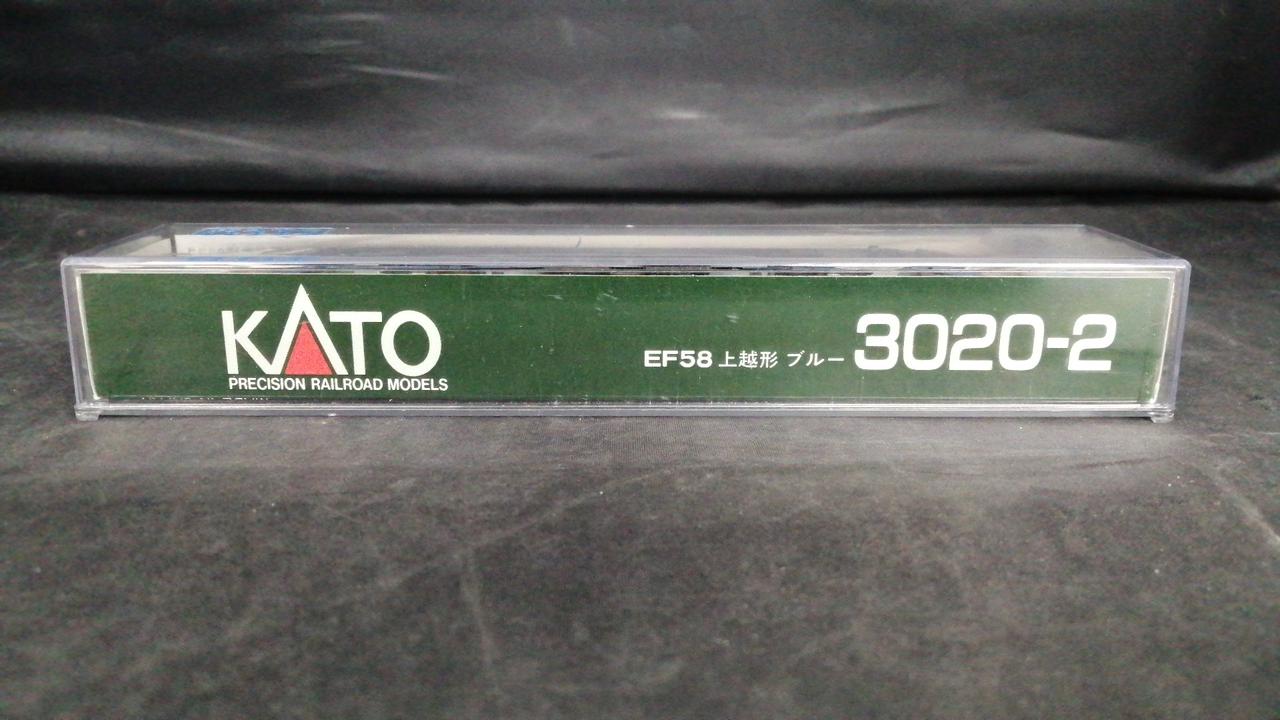 KATO
PRECISION RAILROAD MODELS
EF58 上越形 ブルー 3020-2